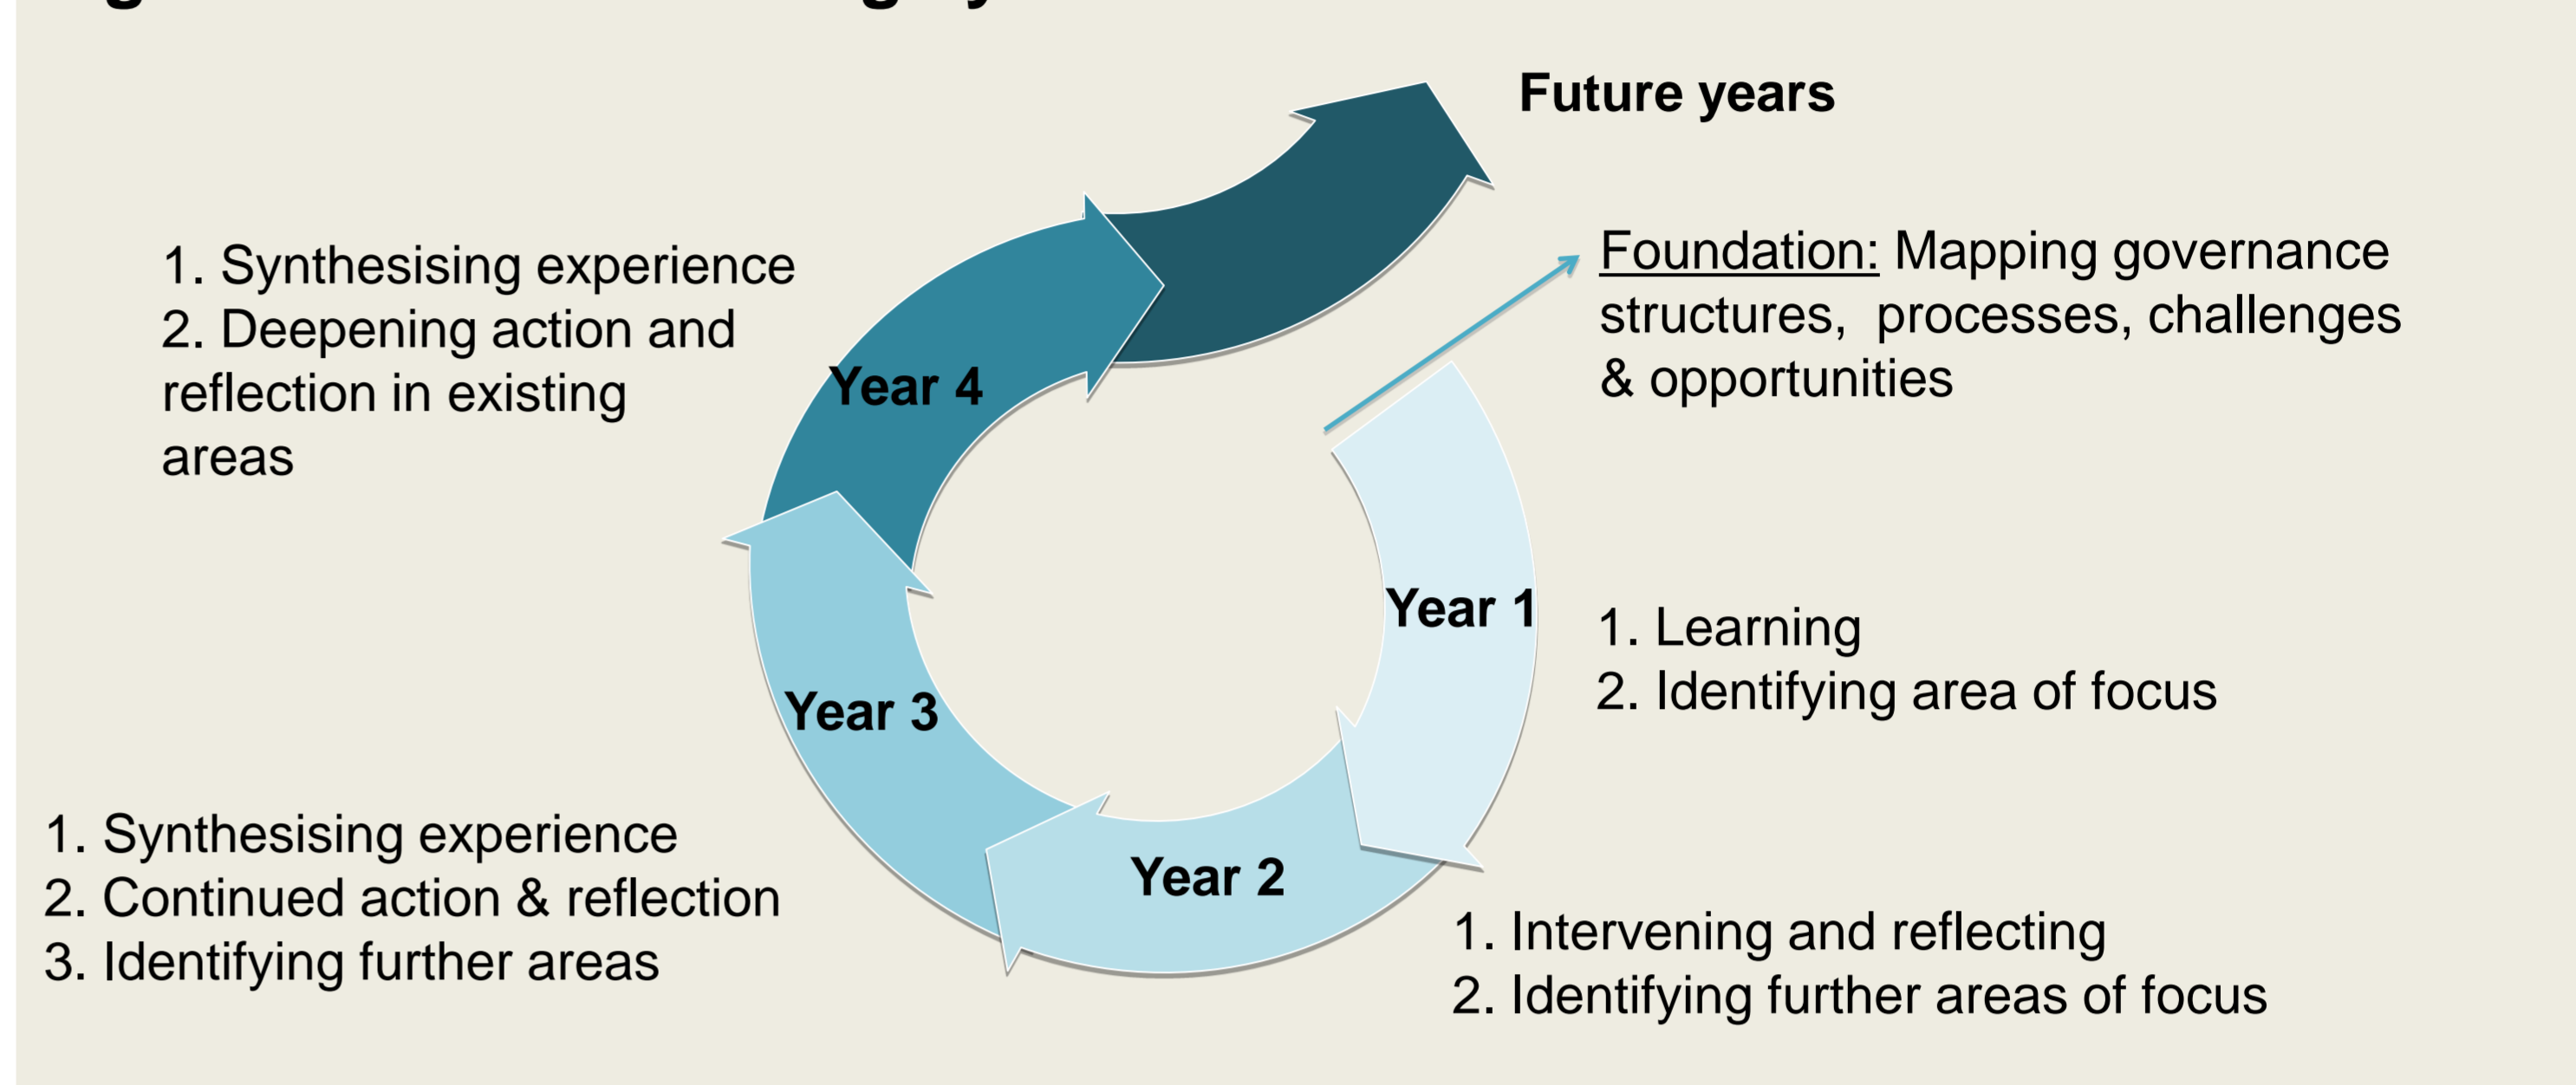 Future years
Foundation: Mapping governance
structures, processes, challenges
& opportunities
Year 1
1. Learning
2. Identifying area of focus
Year 2
1. Intervening and reflecting
2. Identifying further areas of focus
Year 3
1. Synthesising experience
2. Continued action & reflection
3. Identifying further areas
Year 4
1. Synthesising experience
2. Deepening action and
reflection in existing
areas